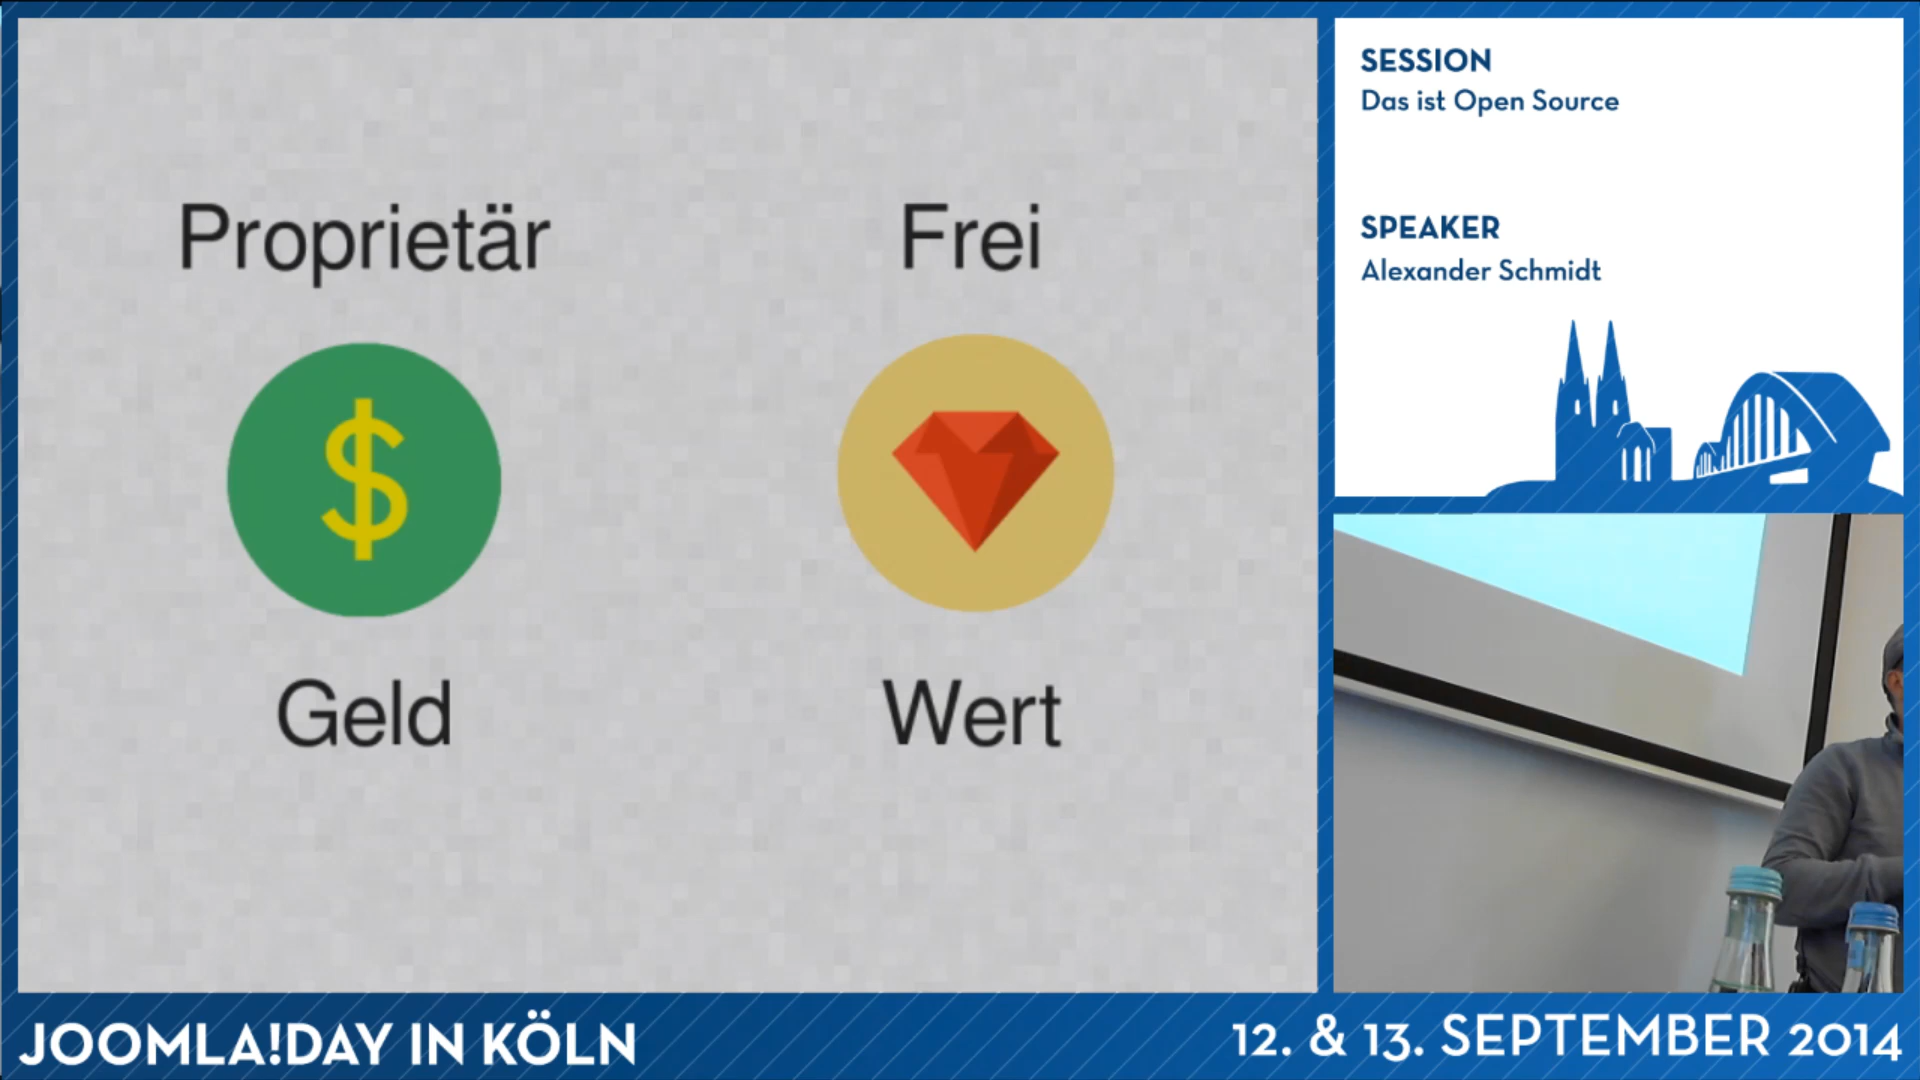 Proprietär
Frei
$
Geld
Wert
SESSION
Das ist Open Source
SPEAKER
Alexander Schmidt
JOOMLA!DAY IN KÖLN
12. & 13. SEPTEMBER 2014